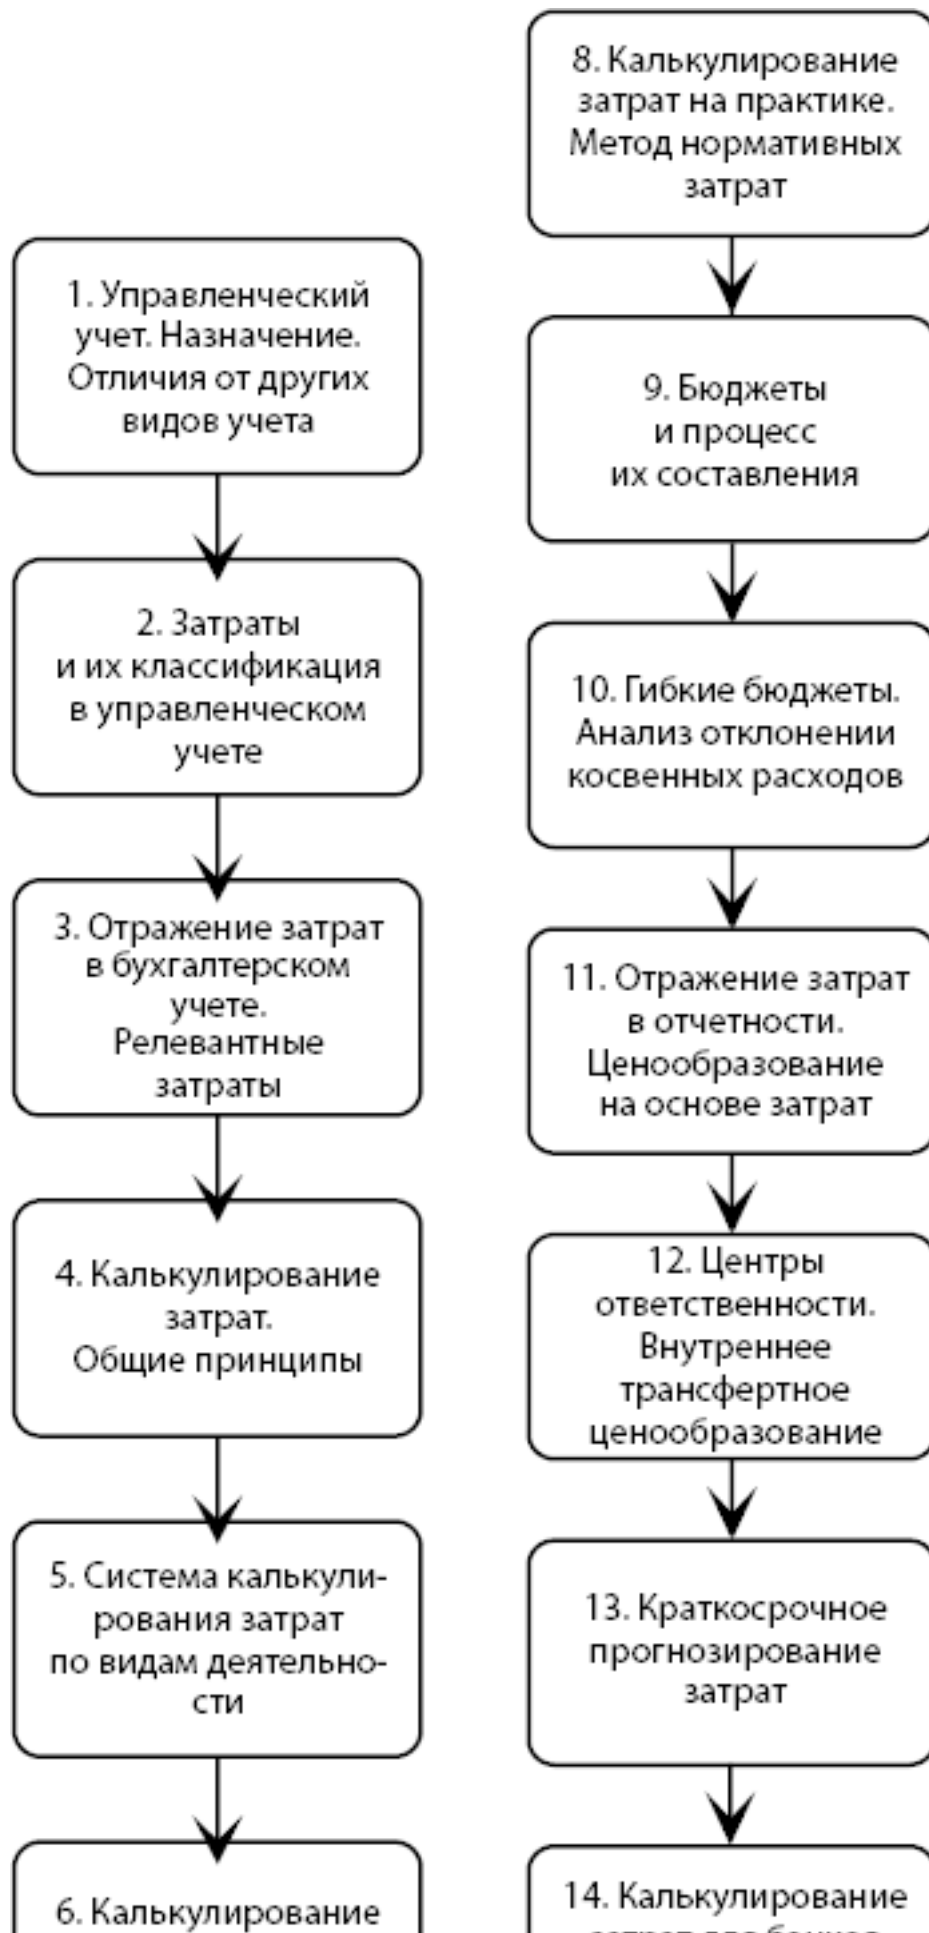 1. Управленческий
учет. Назначение.
Отличия от других
видов учета
2. Затраты
и их классификация
в управленческом
учете
3. Отражение затрат
в бухгалтерском
учете.
Релевантные
затраты
4. Калькулирование
затрат.
Общие принципы
5. Система калькули-
рования затрат
по видам деятельно-
сти
6. Калькулирование
8. Калькулирование
затрат на практике.
Метод нормативных
затрат
9. Бюджеты
и процесс
их составления
10. Гибкие бюджеты.
Анализ отклонении
косвенных расходов
11. Отражение затрат
в отчетности.
Ценообразование
на основе затрат
12. Центры
ответственности.
Внутреннее
трансфертное
ценообразование
13. Краткосрочное
прогнозирование
затрат
14. Калькулирование